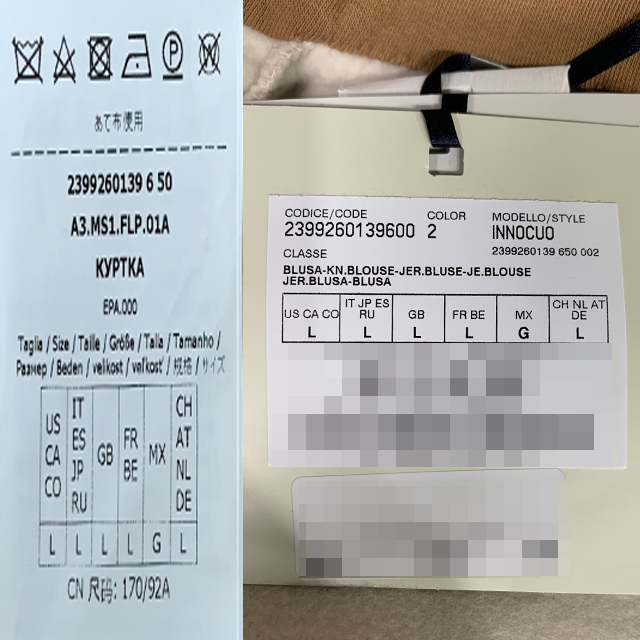 あて布使用
2399260139 6 50
A3.MS1.FLP.01A
КУРТКА
EPA.000
Taglia / Size / Taille / Größe / Talla / Tamanho /
Размер / Beden / velikost / veľkosť / 規格 / サイズ
US CA CO IT ES JP RU GB FR BE MX CH AT NL DE
L L L L G L
CN 尺码: 170/92A
CODICE/CODE COLOR MODELLO/STYLE
2399260139600 2 INNOCUO
2399260139 650 002
CLASSE
BLUSA-KN.BLOUSE-JER.BLUSE-JE.BLOUSE
JER.BLUSA-BLUSA
US CA CO IT JP ES RU GB FR BE MX CH NL AT DE
L L L L G L